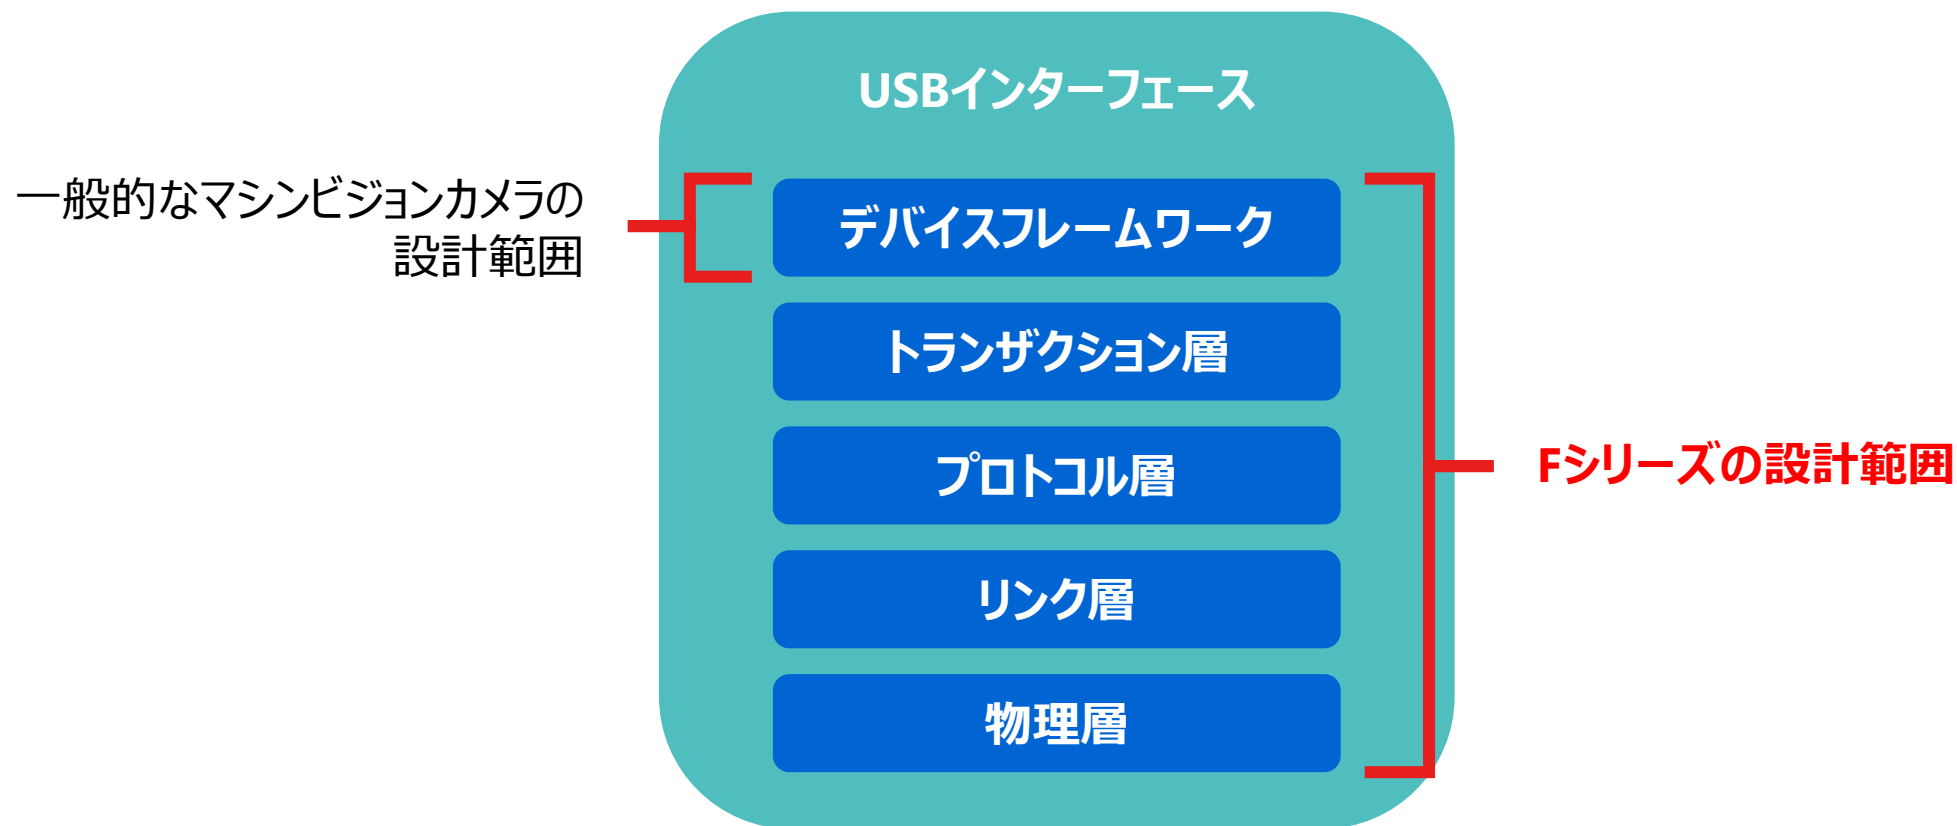 USBインターフェース
一般的なマシンビジョンカメラの
設計範囲
デバイスフレームワーク
トランザクション層
プロトコル層
Fシリーズの設計範囲
リンク層
物理層